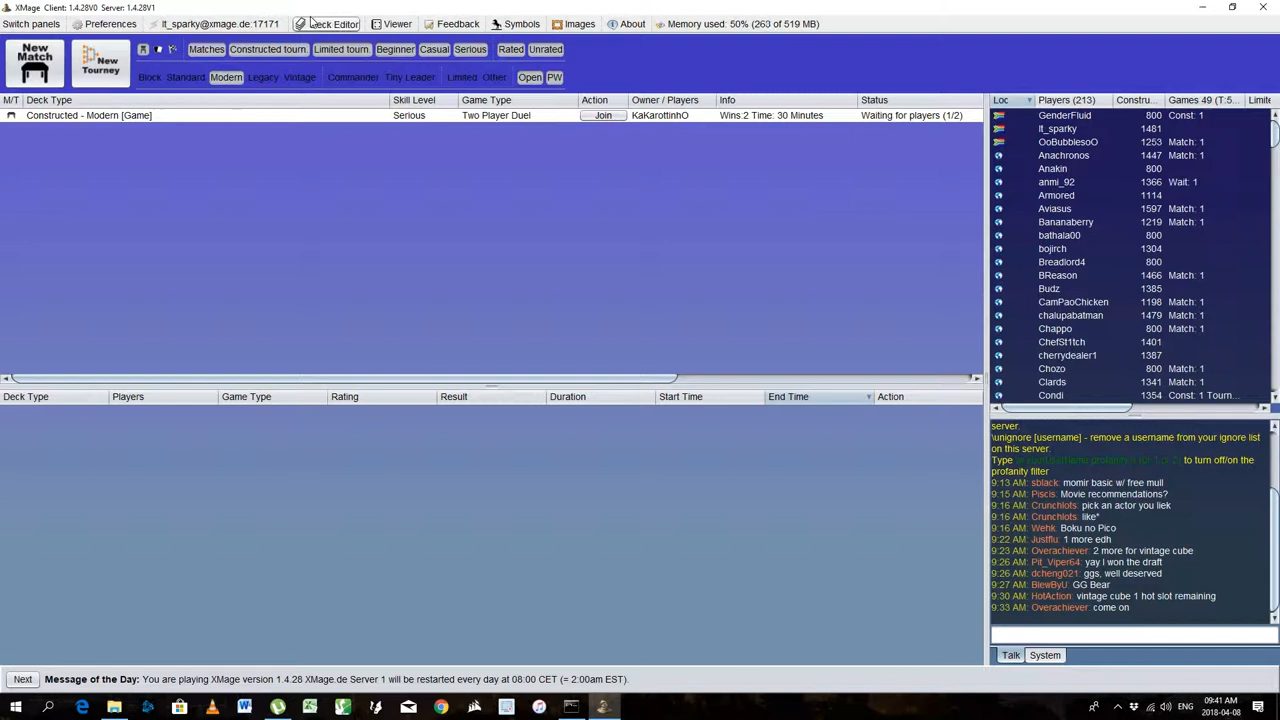 XMage Client: 1.4.28V0 Server: 1.4.28V1
Switch panels Preferences lt_sparky@xmage.de:17171 Deck Editor Viewer Feedback Symbols Images About Memory used: 50% (263 of 519 MB)
New Match New Tourney
Matches Constructed tourn. Limited tourn. Beginner Casual Serious Rated Unrated
Block Standard Modern Legacy Vintage Commander Tiny Leader Limited Other Open PW
M/T Deck Type Skill Level Game Type Action Owner / Players Info Status
Constructed - Modern [Game] Serious Two Player Duel Join KaKarottinhO Wins:2 Time: 30 Minutes Waiting for players (1/2)
Loc Players (213) Constru... Games 49 (T:5... Limite
GenderFluid 800 Const: 1
lt_sparky 1481
OoBubblesoO 1253 Match: 1
Anachronos 1447 Match: 1
Anakin 800
anmi_92 1366 Wait: 1
Armored 1114
Aviasus 1597 Match: 1
Bananaberry 1219 Match: 1
bathala00 800
bojirch 1304
Breadlord4 800
BReason 1466 Match: 1
Budz 1385
CamPaoChicken 1198 Match: 1
chalupabatman 1479 Match: 1
Chappo 800 Match: 1
ChefSt1tch 1401
cherrydealer1 1387
Chozo 800 Match: 1
Clards 1341 Match: 1
Condi 1354 Const: 1 Tourn...
Deck Type Players Game Type Rating Result Duration Start Time End Time Action
server.
\unignore [username] - remove a username from your ignore list
on this server.
Type to turn off/on the
profanity filter
9:13 AM: sblack: momir basic w/ free mull
9:15 AM: Piscis: Movie recommendations?
9:16 AM: Crunchlots: pick an actor you liek
9:16 AM: Crunchlots: like*
9:16 AM: Wehk: Boku no Pico
9:22 AM: Justflu: 1 more edh
9:23 AM: Overachiever: 2 more for vintage cube
9:26 AM: Pit_Viper64: yay I won the draft
9:26 AM: dcheng021: ggs, well deserved
9:27 AM: BlewByU: GG Bear
9:30 AM: HotAction: vintage cube 1 hot slot remaining
9:33 AM: Overachiever: come on
Talk System
Next Message of the Day: You are playing XMage version 1.4.28 XMage.de Server 1 will be restarted every day at 08:00 CET (= 2:00am EST).
ENG
09:41 AM
2018-04-08